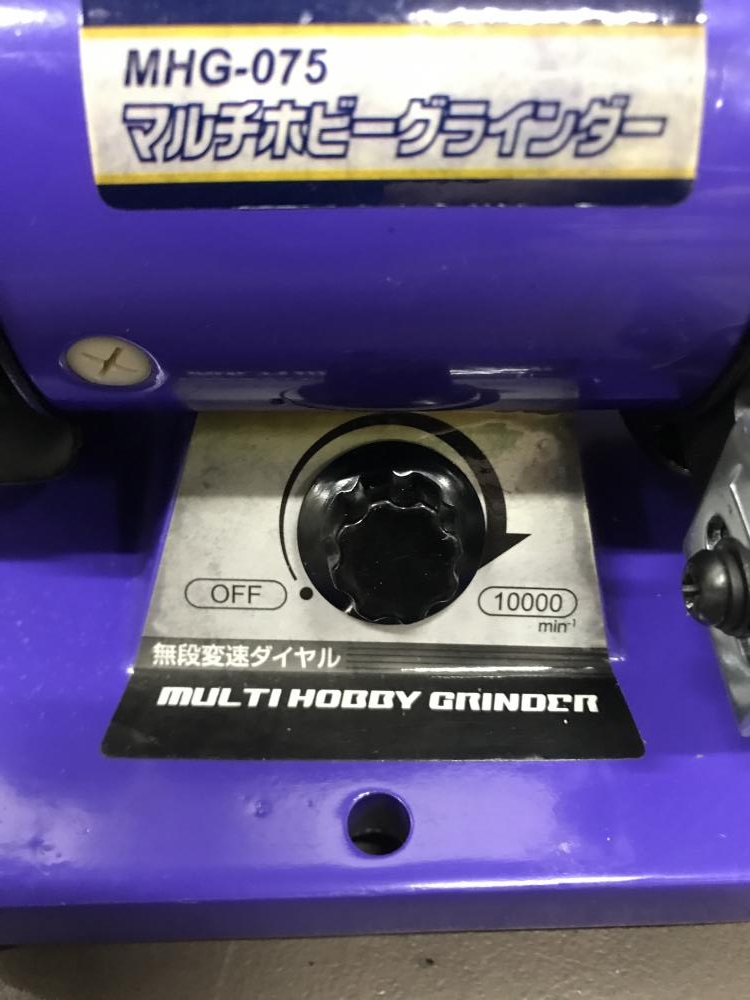 MHG-075
マルチホビーグラインダー
OFF
10000
min⁻¹
無段変速ダイヤル
MULTI HOBBY GRINDER